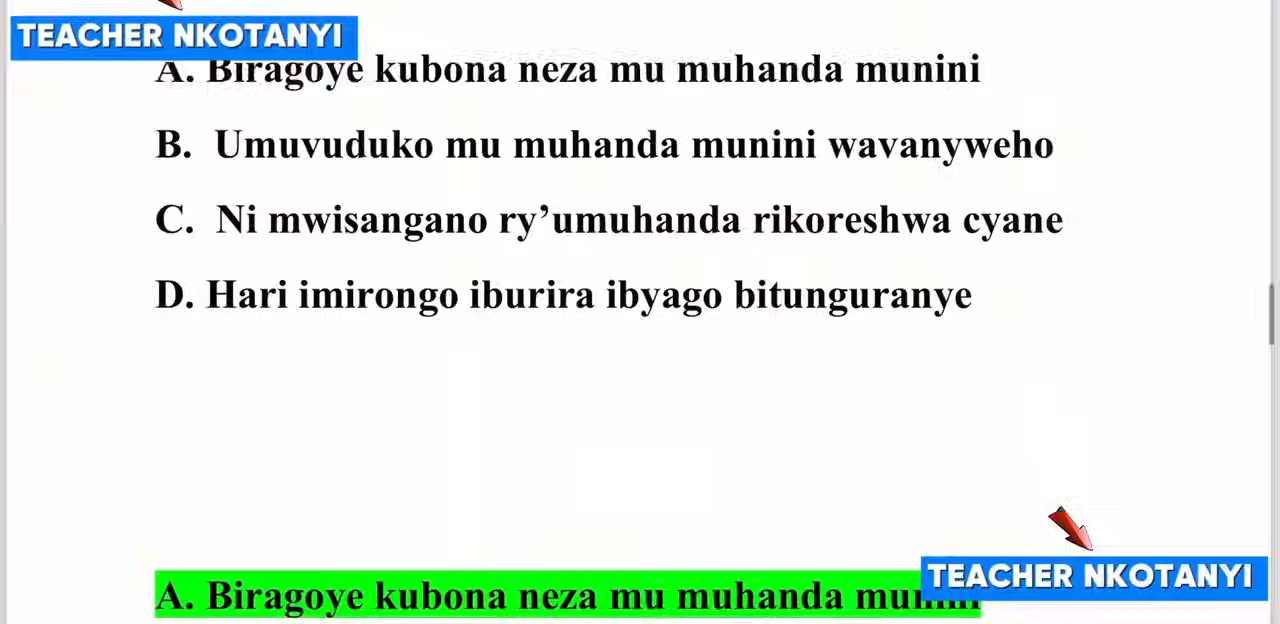 TEACHER NKOTANYI
A. Biragoye kubona neza mu muhanda munini
B. Umuvuduko mu muhanda munini wavanyweho
C. Ni mwisangano ry’umuhanda rikoreshwa cyane
D. Hari imirongo iburira ibyago bitunguranye
TEACHER NKOTANYI
A. Biragoye kubona neza mu muhanda munini